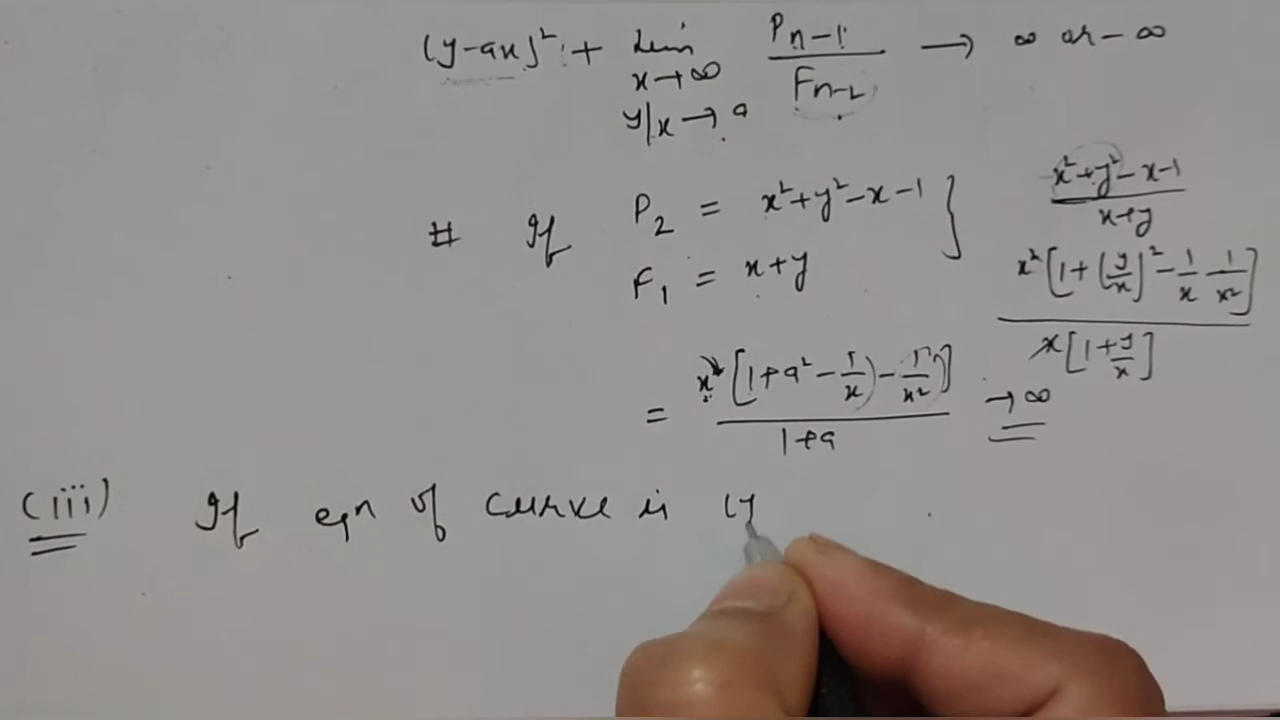 (y-ax)² + lim x→∞ y/x→a P_{n-1}/F_{n-2} → ∞ or -∞
# If P₂ = x²+y²-x-1 } (x²+y²-x-1)/(x+y)
F₁ = x+y x²[1+(y/x)²-1/x 1/x²] / x[1+y/x]
= x[1+a²-1/x)-1/x²)] / 1+a → ∞
(iii) If eqn of curve is (y